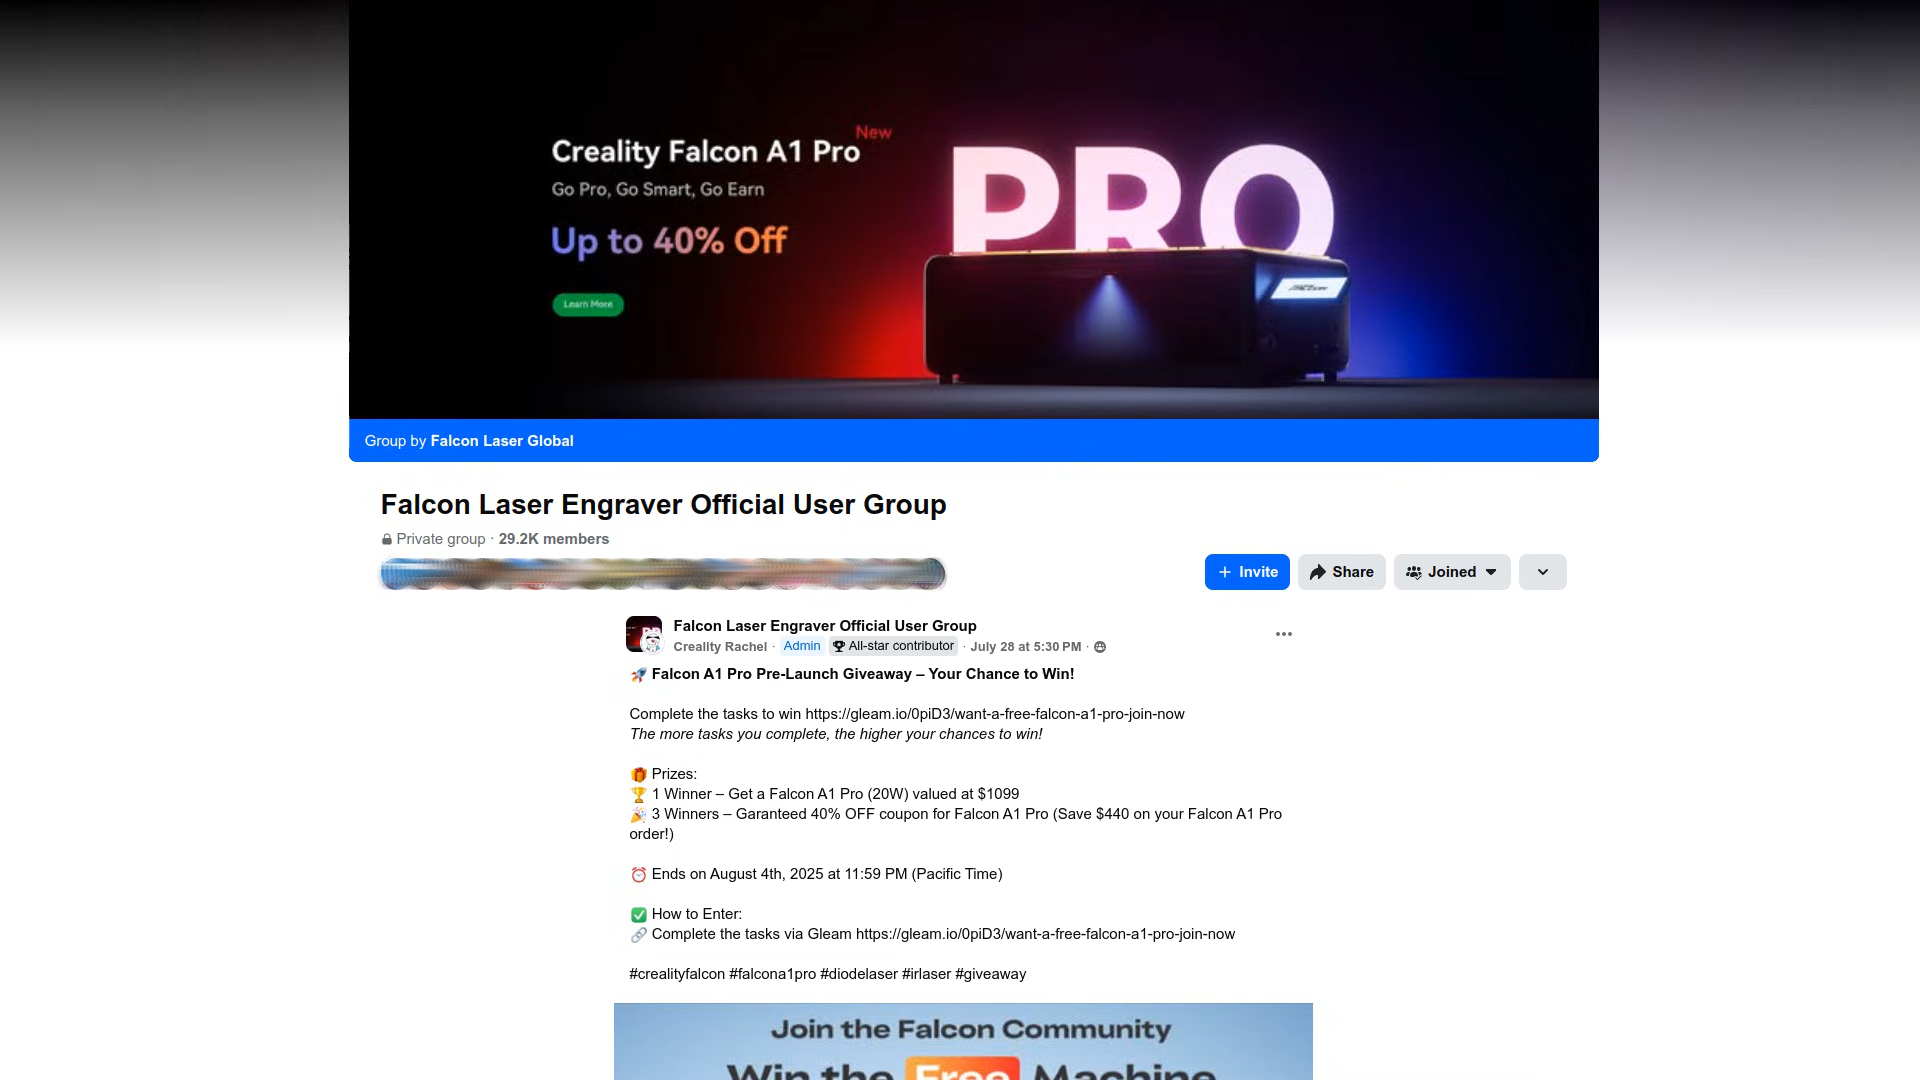 New
Creality Falcon A1 Pro
Go Pro, Go Smart, Go Earn
Up to 40% Off
Learn More
PRO
Group by Falcon Laser Global
Falcon Laser Engraver Official User Group
Private group · 29.2K members
+ Invite
Share
Joined
Falcon Laser Engraver Official User Group
Creality Rachel · Admin All-star contributor · July 28 at 5:30 PM ·
🚀 Falcon A1 Pro Pre-Launch Giveaway – Your Chance to Win!
Complete the tasks to win https://gleam.io/0piD3/want-a-free-falcon-a1-pro-join-now
The more tasks you complete, the higher your chances to win!
🎁 Prizes:
🏆 1 Winner – Get a Falcon A1 Pro (20W) valued at $1099
🎉 3 Winners – Garanteed 40% OFF coupon for Falcon A1 Pro (Save $440 on your Falcon A1 Pro
order!)
⏰ Ends on August 4th, 2025 at 11:59 PM (Pacific Time)
✅ How to Enter:
🔗 Complete the tasks via Gleam https://gleam.io/0piD3/want-a-free-falcon-a1-pro-join-now
#crealityfalcon #falcona1pro #diodelaser #irlaser #giveaway
Join the Falcon Community
Win the Free Machine